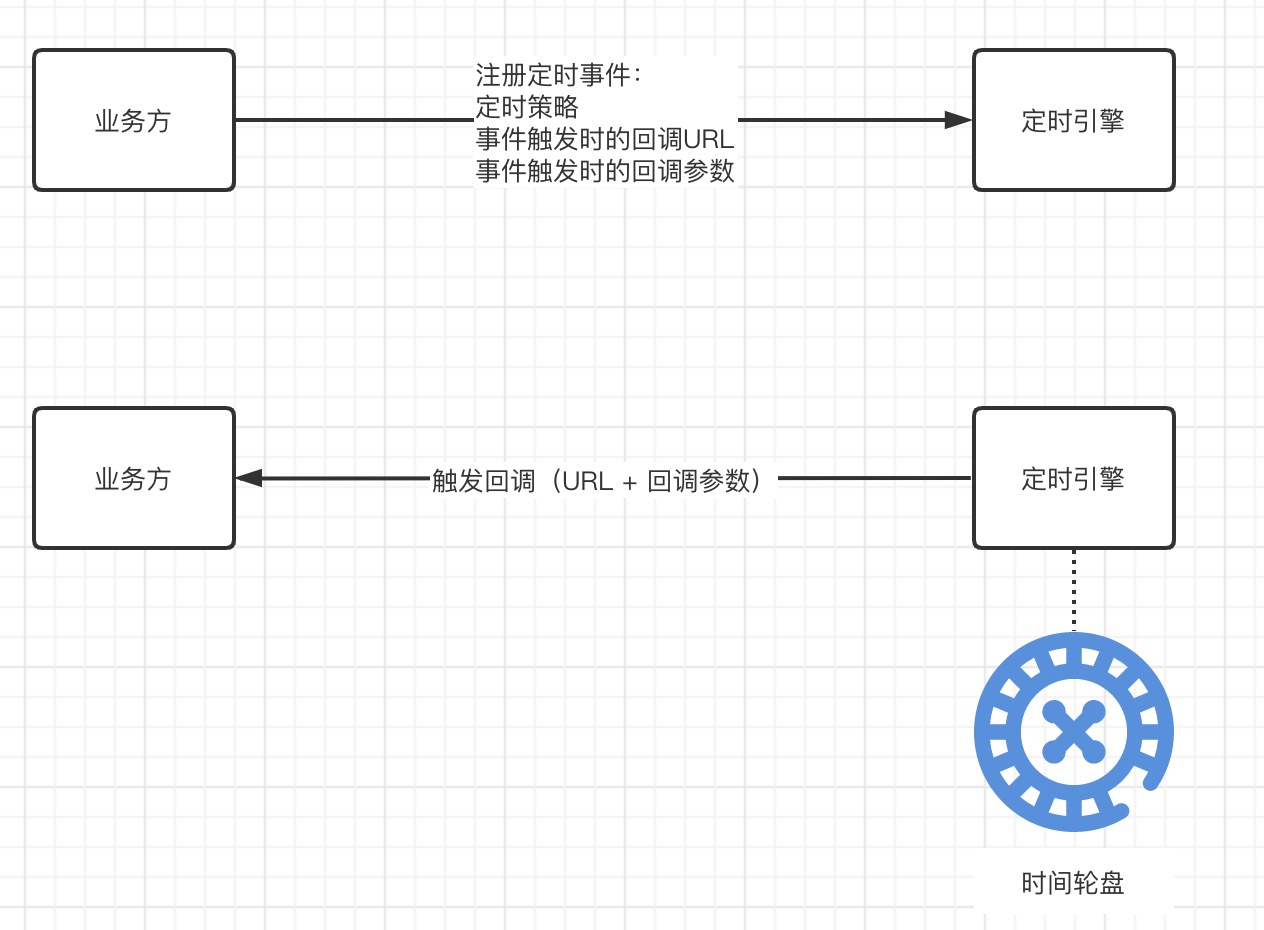 业务方
注册定时事件：
定时策略
事件触发时的回调URL
事件触发时的回调参数
定时引擎
业务方
触发回调（URL + 回调参数）
定时引擎
时间轮盘